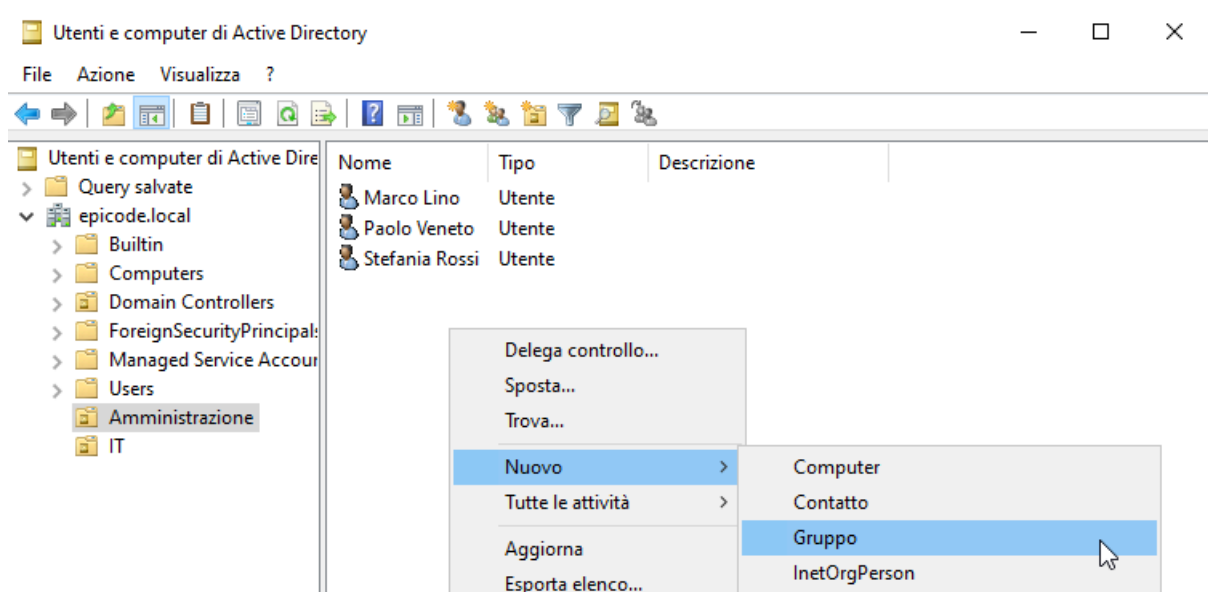 Utenti e computer di Active Directory
File Azione Visualizza ?
Utenti e computer di Active Dire
Query salvate
epicode.local
Builtin
Computers
Domain Controllers
ForeignSecurityPrincipals
Managed Service Accour
Users
Amministrazione
IT
Nome Tipo Descrizione
Marco Lino Utente
Paolo Veneto Utente
Stefania Rossi Utente
Delega controllo...
Sposta...
Trova...
Nuovo
Tutte le attività
Aggiorna
Esporta elenco...
Computer
Contatto
Gruppo
InetOrgPerson